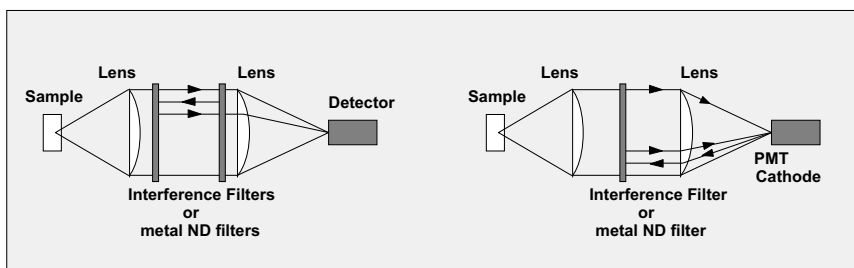 Lens
Lens
Sample
Detector
Interference Filters
or
metal ND filters
Lens
Lens
Sample
PMT
Cathode
Interference Filter
or
metal ND filter